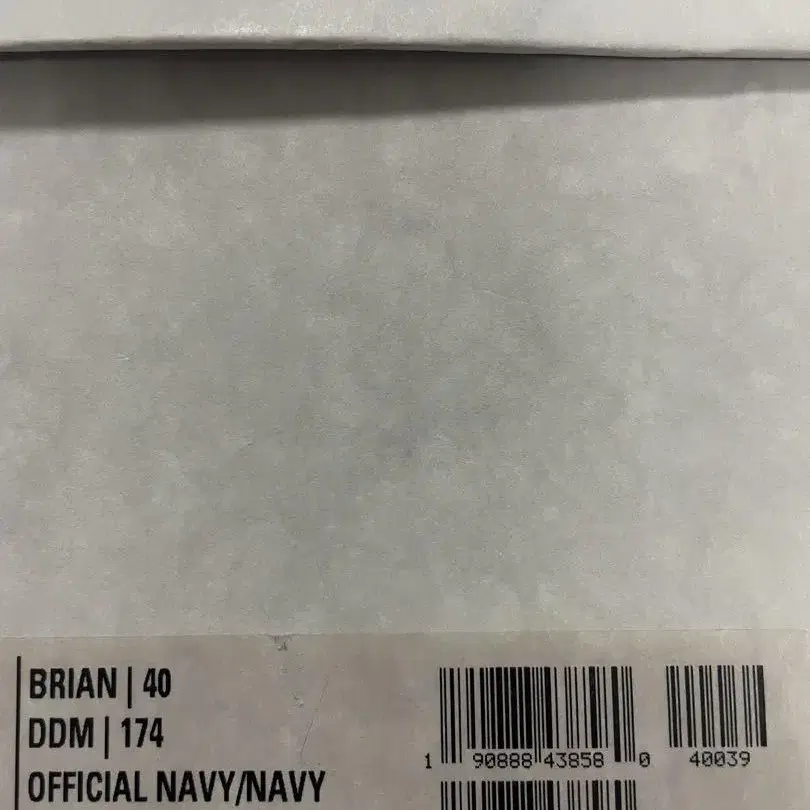 BRIAN | 40
DDM | 174
OFFICIAL NAVY/NAVY
1 90888 43858 0 40039